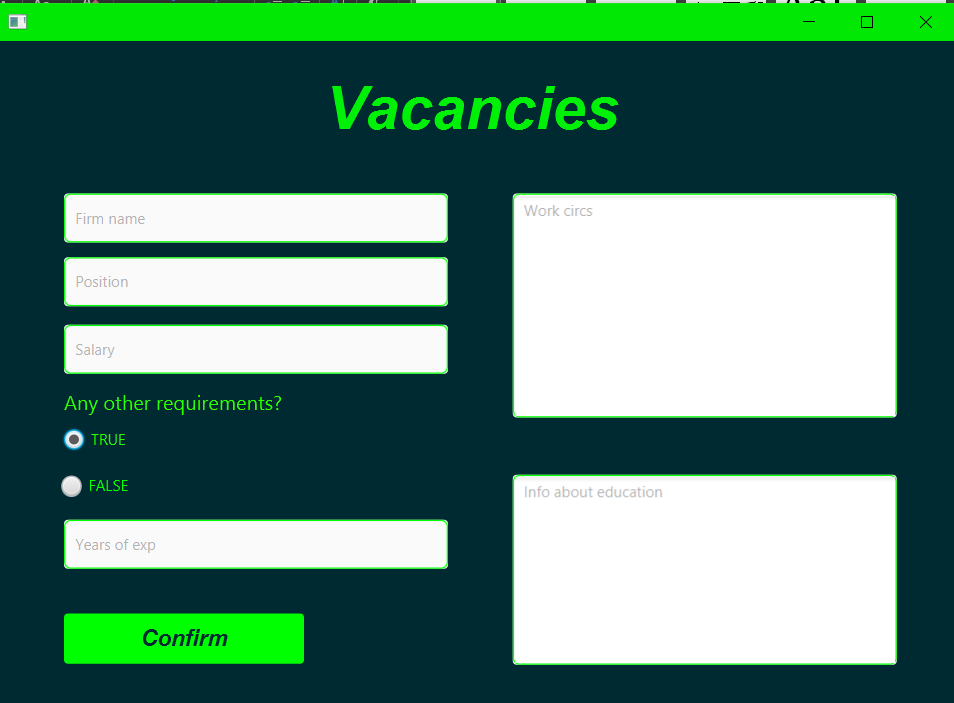 Vacancies
Firm name
Position
Salary
Any other requirements?
TRUE
FALSE
Years of exp
Confirm
Work circs
Info about education